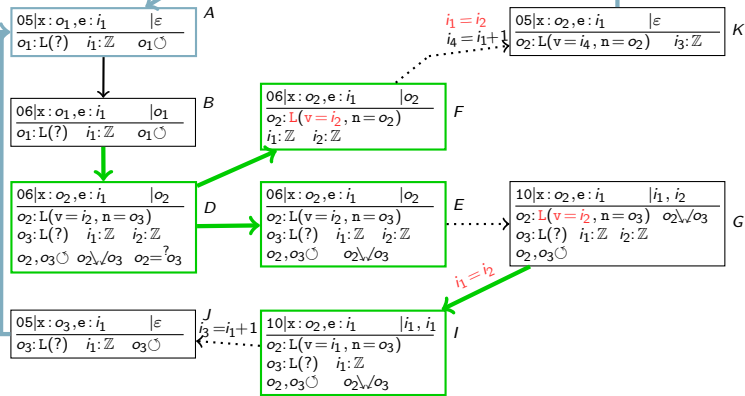 A
05|x:o₁,e:i₁ |ε
o₁:L(?) i₁:ℤ o₁↺
B
06|x:o₁,e:i₁ |o₁
o₁:L(?) i₁:ℤ o₁↺
D
06|x:o₂,e:i₁ |o₂
o₂:L(v=i₂,n=o₃)
o₃:L(?) i₁:ℤ i₂:ℤ
o₂,o₃↺ o₂\↙↙/o₃ o₂=?o₃
F
06|x:o₂,e:i₁ |o₂
o₂:L(v=i₂,n=o₂)
i₁:ℤ i₂:ℤ
i₁=i₂
i₄=i₁+1
K
05|x:o₂,e:i₁ |ε
o₂:L(v=i₄,n=o₂) i₃:ℤ
E
06|x:o₂,e:i₁ |o₂
o₂:L(v=i₂,n=o₃)
o₃:L(?) i₁:ℤ i₂:ℤ
o₂,o₃↺ o₂\↙↙/o₃
G
10|x:o₂,e:i₁ |i₁,i₂
o₂:L(v=i₂,n=o₃) o₂\↙↙/o₃
o₃:L(?) i₁:ℤ i₂:ℤ
o₂,o₃↺
i₁=i₂
I
10|x:o₂,e:i₁ |i₁,i₁
o₂:L(v=i₁,n=o₃)
o₃:L(?) i₁:ℤ
o₂,o₃↺ o₂\↙↙/o₃
i₃=i₁+1
J
05|x:o₃,e:i₁ |ε
o₃:L(?) i₁:ℤ o₃↺